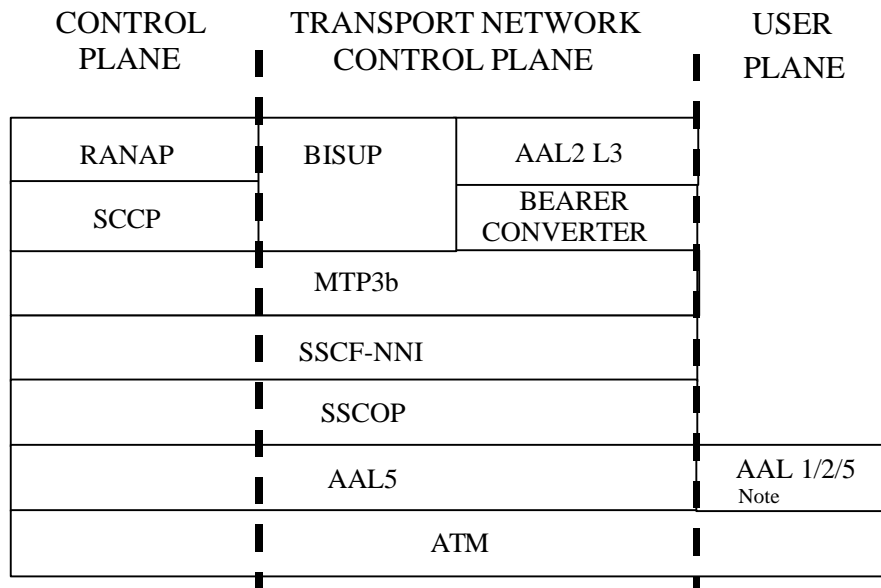 CONTROL PLANE
TRANSPORT NETWORK CONTROL PLANE
USER PLANE
RANAP
BISUP
AAL2 L3
SCCP
BEARER CONVERTER
MTP3b
SSCF-NNI
SSCOP
AAL5
AAL 1/2/5
Note
ATM